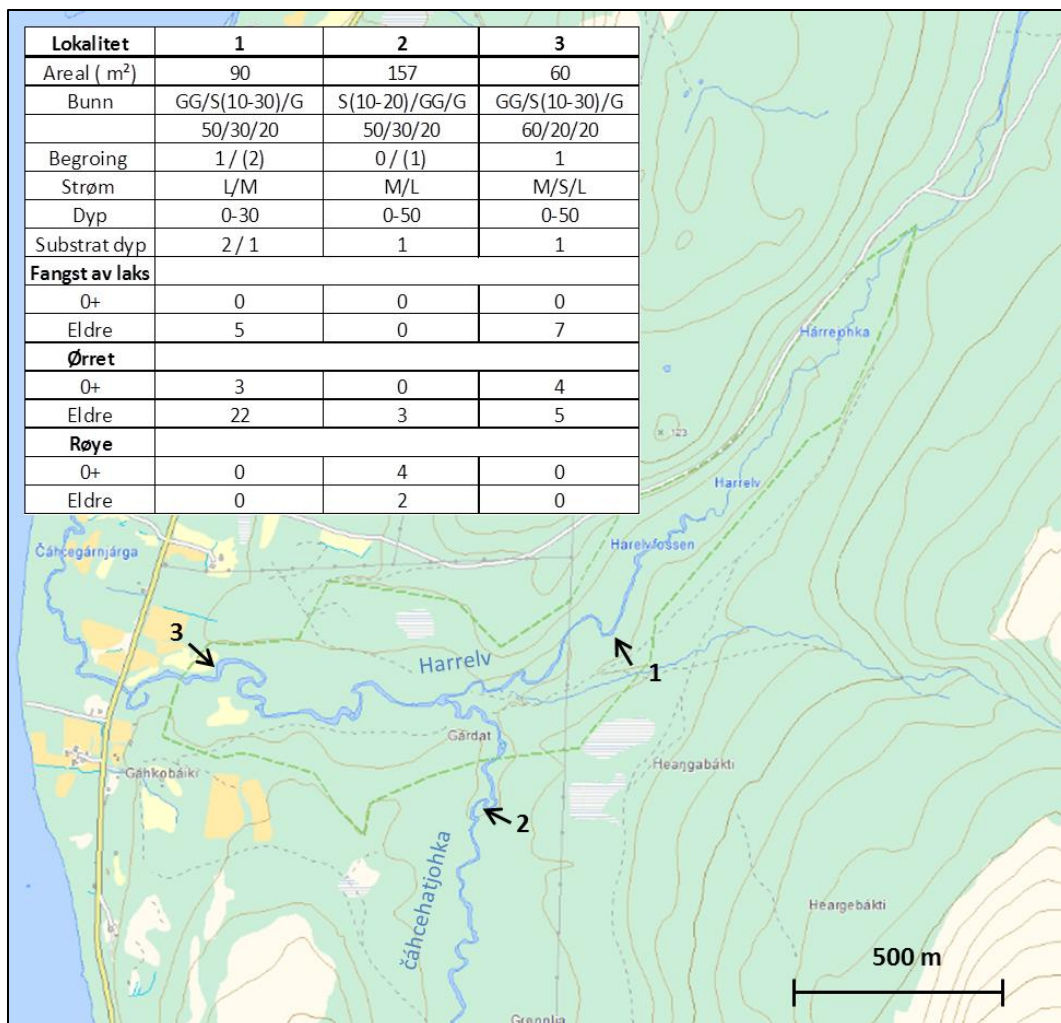 Lokalitet 1 2 3
Areal ( m²) 90 157 60
Bunn GG/S(10-30)/G S(10-20)/GG/G GG/S(10-30)/G
50/30/20 50/30/20 60/20/20
Begroing 1 / (2) 0 / (1) 1
Strøm L/M M/L M/S/L
Dyp 0-30 0-50 0-50
Substrat dyp 2 / 1 1 1
Fangst av laks
0+ 0 0 0
Eldre 5 0 7
Ørret
0+ 3 0 4
Eldre 22 3 5
Røye
0+ 0 4 0
Eldre 0 2 0
Hárrejohka
123
Harrelv
Harelvfossen
Čáhcegárnjárga
3
Harrelv
1
Gárdat
Heaŋgabákti
Gáhkobáiki
2
čáhcehatjohka
Heargebákti
500 m
Grennlia